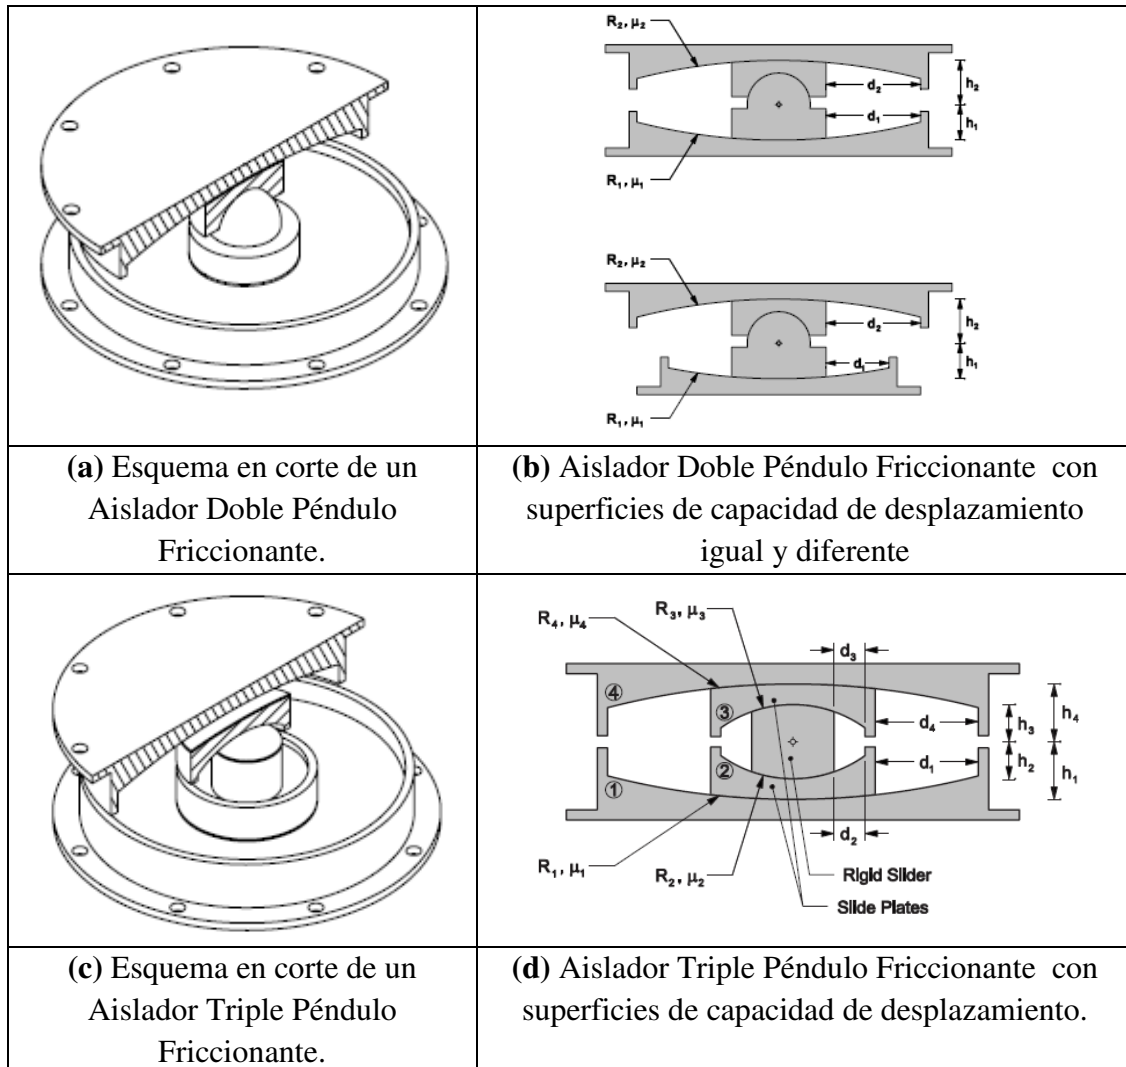 R₂, μ₂
d₂
h₂
d₁
h₁
R₁, μ₁
R₂, μ₂
d₂
h₂
d₁
h₁
R₁, μ₁
(a) Esquema en corte de un
Aislador Doble Péndulo
Friccionante.
(b) Aislador Doble Péndulo Friccionante con
superficies de capacidad de desplazamiento
igual y diferente
R₃, μ₃
R₄, μ₄
d₃
④
③
d₄
h₃
h₄
②
①
d₁
h₂
h₁
d₂
R₁, μ₁
R₂, μ₂
Rigid Slider
Slide Plates
(c) Esquema en corte de un
Aislador Triple Péndulo
Friccionante.
(d) Aislador Triple Péndulo Friccionante con
superficies de capacidad de desplazamiento.